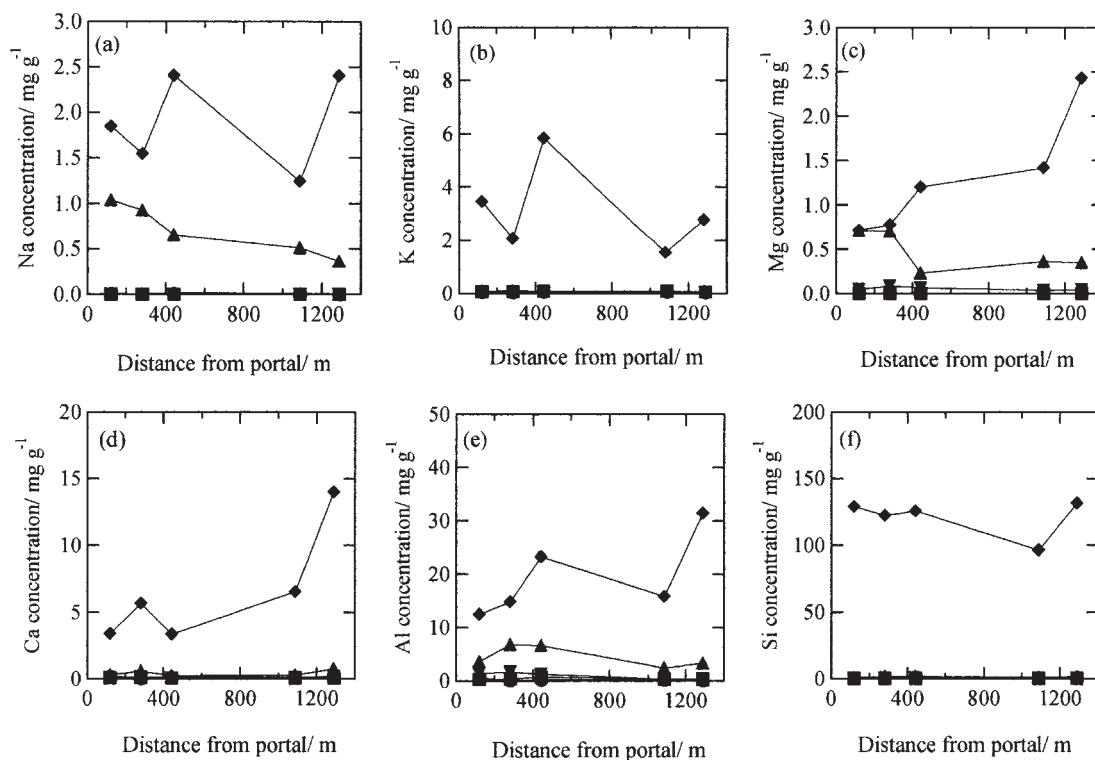 (a)
Na concentration/ mg g⁻¹
3.0
2.5
2.0
1.5
1.0
0.5
0.0
0 400 800 1200
Distance from portal/ m
(b)
K concentration/ mg g⁻¹
10
8
6
4
2
0
0 400 800 1200
Distance from portal/ m
(c)
Mg concentration/ mg g⁻¹
3.0
2.5
2.0
1.5
1.0
0.5
0.0
0 400 800 1200
Distance from portal/ m
(d)
Ca concentration/ mg g⁻¹
20
15
10
5
0
0 400 800 1200
Distance from portal/ m
(e)
Al concentration/ mg g⁻¹
50
40
30
20
10
0
0 400 800 1200
Distance from portal/ m
(f)
Si concentration/ mg g⁻¹
200
150
100
50
0
0 400 800 1200
Distance from portal/ m